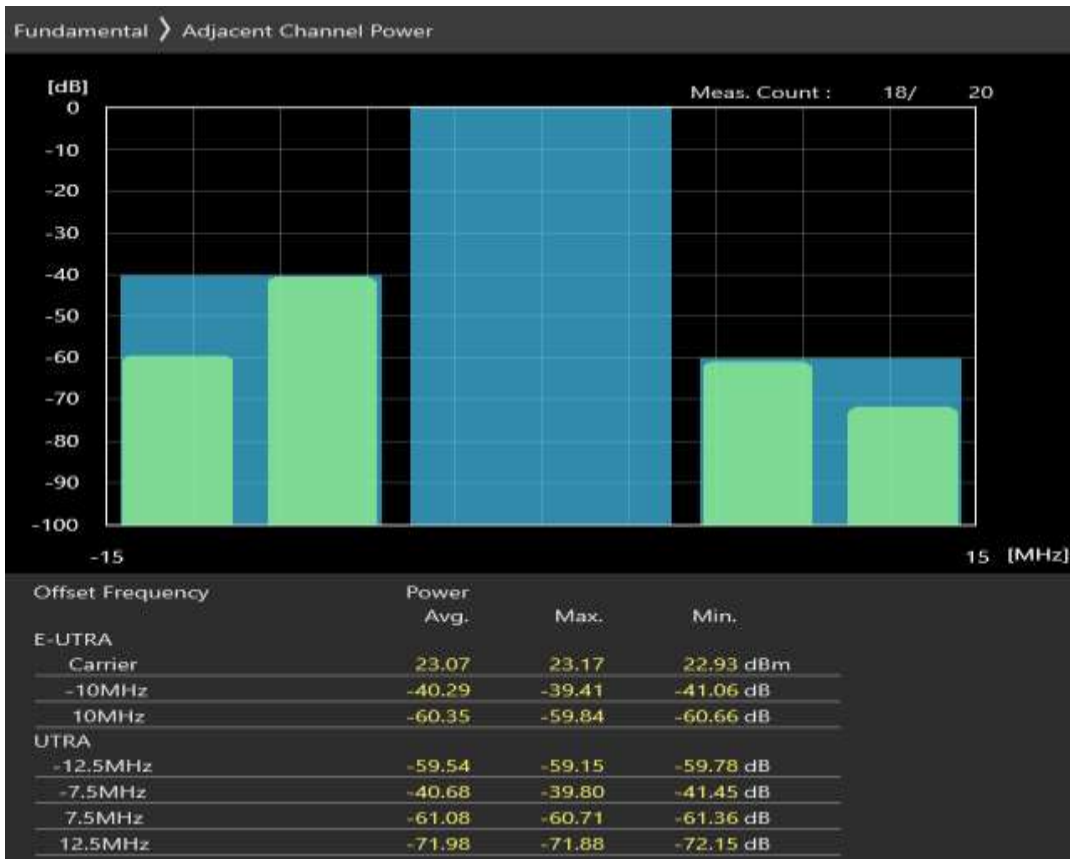 Fundamental 〉 Adjacent Channel Power
[dB]
Meas. Count : 18/ 20
0
-10
-20
-30
-40
-50
-60
-70
-80
-90
-100
-15 15 [MHz]
Offset Frequency Power
Avg. Max. Min.
E-UTRA
Carrier 23.07 23.17 22.93 dBm
-10MHz -40.29 -39.41 -41.06 dB
10MHz -60.35 -59.84 -60.66 dB
UTRA
-12.5MHz -59.54 -59.15 -59.78 dB
-7.5MHz -40.68 -39.80 -41.45 dB
7.5MHz -61.08 -60.71 -61.36 dB
12.5MHz -71.98 -71.88 -72.15 dB